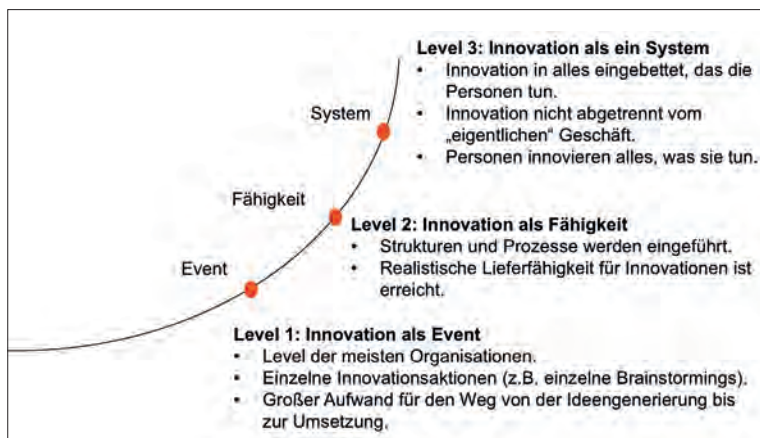 Level 3: Innovation als ein System
• Innovation in alles eingebettet, das die
Personen tun.
• Innovation nicht abgetrennt vom
„eigentlichen“ Geschäft.
• Personen innovieren alles, was sie tun.
System
Fähigkeit
Level 2: Innovation als Fähigkeit
• Strukturen und Prozesse werden eingeführt.
• Realistische Lieferfähigkeit für Innovationen ist
erreicht.
Event
Level 1: Innovation als Event
• Level der meisten Organisationen.
• Einzelne Innovationsaktionen (z.B. einzelne Brainstormings).
• Großer Aufwand für den Weg von der Ideengenerierung bis
zur Umsetzung.